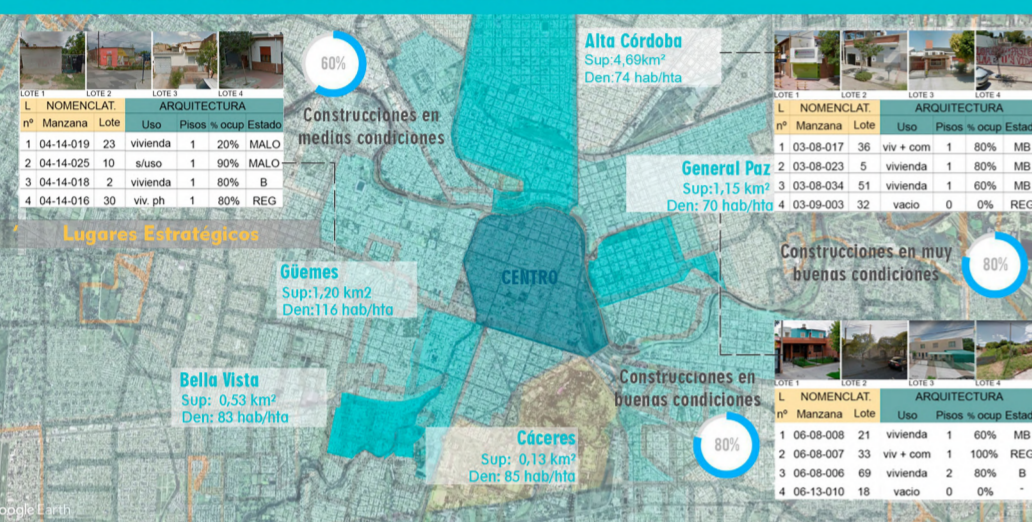 LOTE 1 LOTE 2 LOTE 3 LOTE 4
L NOMENCLAT. ARQUITECTURA
nº Manzana Lote Uso Pisos % ocup Estado
1 04-14-019 23 vivienda 1 20% MALO
2 04-14-025 10 s/uso 1 90% MALO
3 04-14-018 2 vivienda 1 80% B
4 04-14-016 30 viv. ph 1 80% REG
60%
Construcciones en
medias condiciones
Lugares Estratégicos
Alta Córdoba
Sup:4,69km²
Den:74 hab/hta
General Paz
Sup:1,15 km²
Den: 70 hab/hta
CENTRO
Güemes
Sup:1,20 km2
Den:116 hab/hta
Bella Vista
Sup: 0,53 km²
Den: 83 hab/hta
Cáceres
Sup: 0,13 km²
Den: 85 hab/hta
LOTE 1 LOTE 2 LOTE 3 LOTE 4
L NOMENCLAT. ARQUITECTURA
nº Manzana Lote Uso Pisos % ocup Estad
1 03-08-017 36 viv + com 1 80% MB
2 03-08-023 5 vivienda 1 80% MB
3 03-08-034 51 vivienda 1 60% MB
4 03-09-003 32 vacio 0 0% REG
Construcciones en muy
buenas condiciones
80%
Construcciones en
buenas condiciones
80%
LOTE 1 LOTE 2 LOTE 3 LOTE 4
L NOMENCLAT. ARQUITECTURA
nº Manzana Lote Uso Pisos % ocup Estad
1 06-08-008 21 vivienda 1 60% MB
2 06-08-007 33 viv + com 1 100% REG
3 06-08-006 69 vivienda 2 80% B
4 06-13-010 18 vacio 0 0% -
oogle Earth